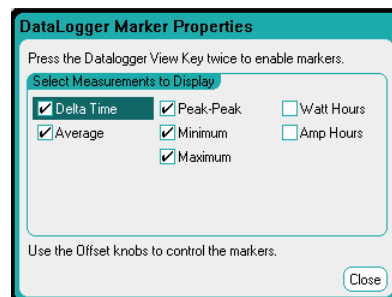 DataLogger Marker Properties
Press the Datalogger View Key twice to enable markers.
Select Measurements to Display
Delta Time Peak-Peak Watt Hours
Average Minimum Amp Hours
Maximum
Use the Offset knobs to control the markers.
Close